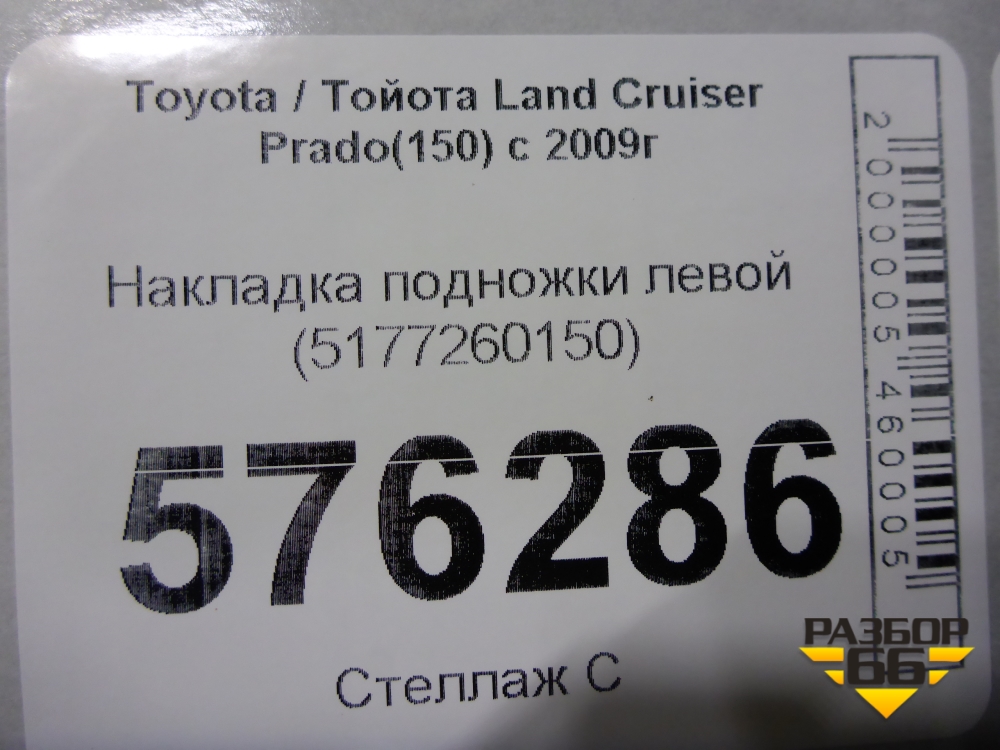 Toyota / Тойота Land Cruiser
Prado(150) с 2009г
Накладка подножки левой
(5177260150)
576286
Стеллаж С
2000005460005
РАЗБОР
66